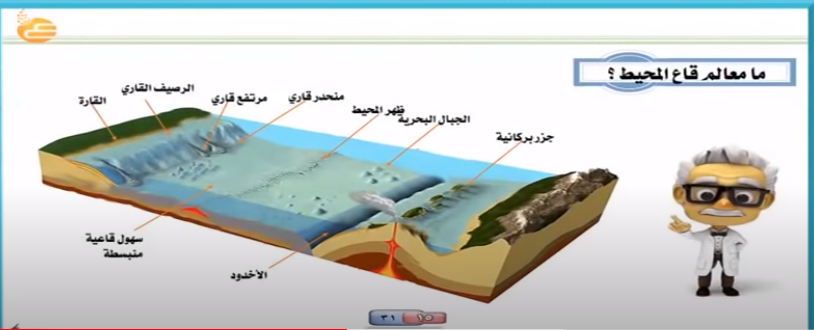 ما معالم قاع المحيط ؟
القارة
الرصيف القاري
مرتفع قاري
منحدر قاري
ظهر المحيط
الجبال البحرية
جزر بركانية
سهول قاعية
منبسطة
الأخدود
٣١
١٥